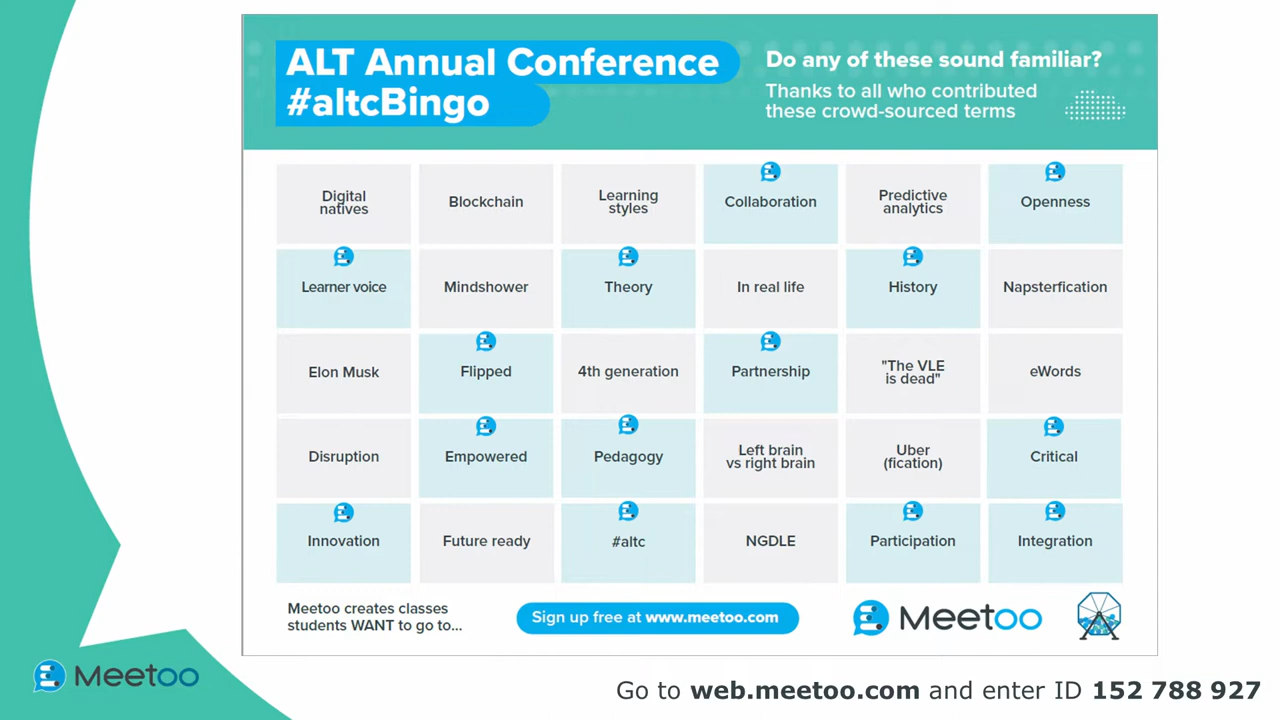 ALT Annual Conference
#altcBingo
Do any of these sound familiar?
Thanks to all who contributed
these crowd-sourced terms
Digital
natives
Blockchain
Learning
styles
Collaboration
Predictive
analytics
Openness
Learner voice
Mindshower
Theory
In real life
History
Napsterfication
Elon Musk
Flipped
4th generation
Partnership
"The VLE
is dead"
eWords
Disruption
Empowered
Pedagogy
Left brain
vs right brain
Uber
(fication)
Critical
Innovation
Future ready
#altc
NGDLE
Participation
Integration
Meetoo creates classes
students WANT to go to...
Sign up free at www.meetoo.com
Meetoo
Meetoo
Go to web.meetoo.com and enter ID 152 788 927